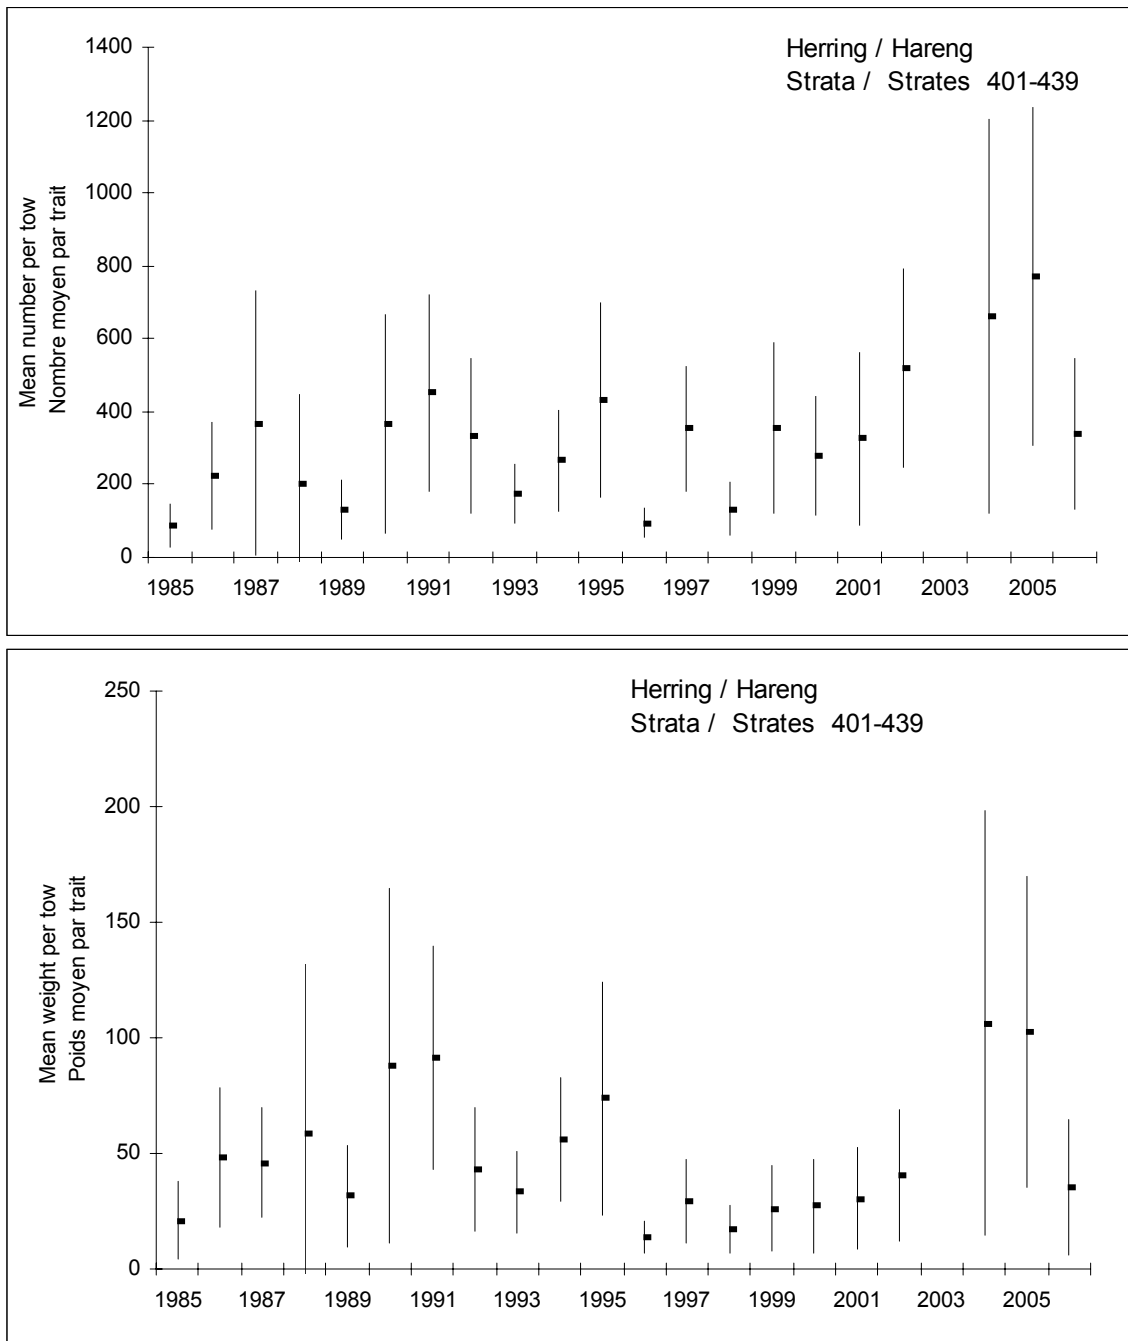 Herring / Hareng
Strata / Strates 401-439
Mean number per tow
Nombre moyen par trait
1400
1200
1000
800
600
400
200
0
1985 1987 1989 1991 1993 1995 1997 1999 2001 2003 2005
Herring / Hareng
Strata / Strates 401-439
Mean weight per tow
Poids moyen par trait
250
200
150
100
50
0
1985 1987 1989 1991 1993 1995 1997 1999 2001 2003 2005